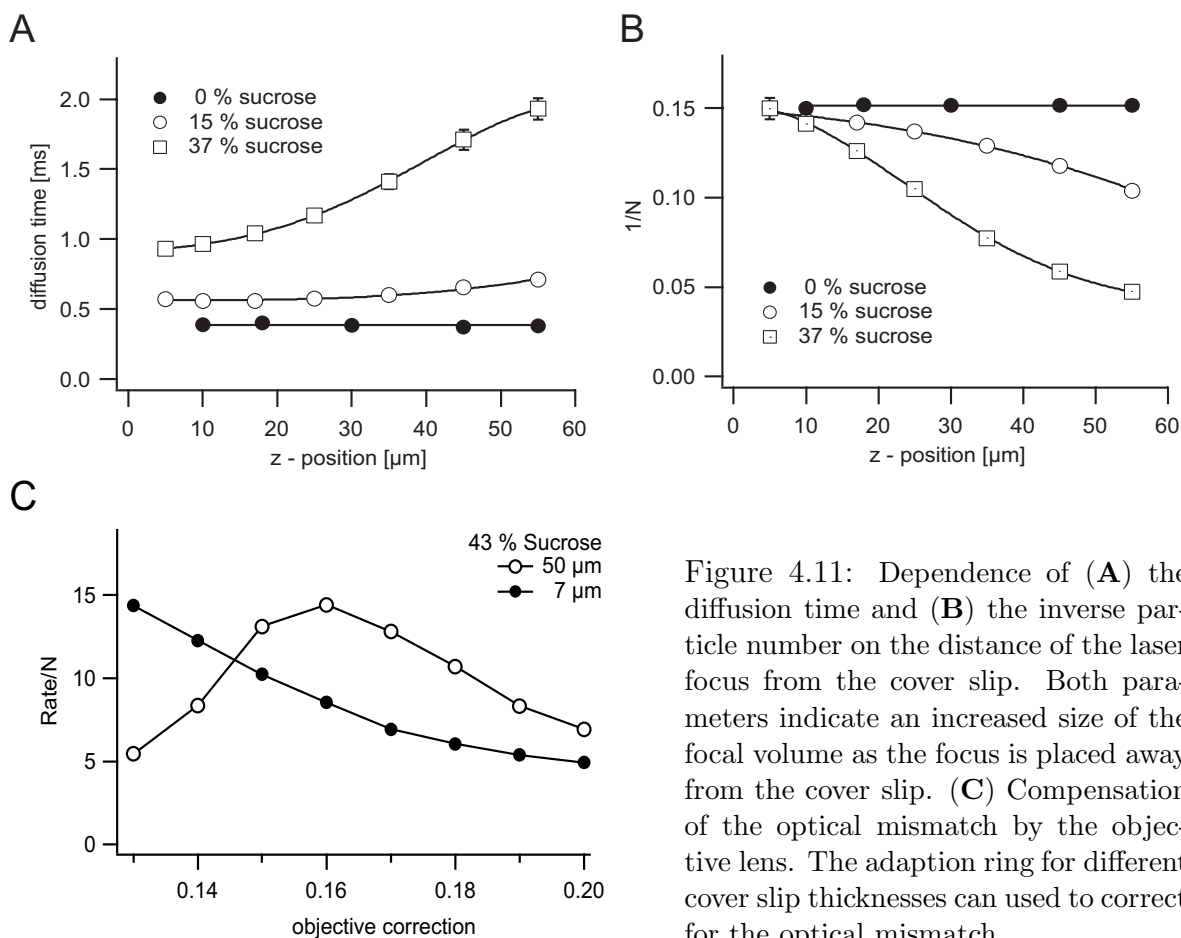 A
diffusion time [ms]
2.0
1.5
1.0
0.5
0.0
0 % sucrose
15 % sucrose
37 % sucrose
0 10 20 30 40 50 60
z - position [µm]
B
1/N
0.15
0.10
0.05
0.00
0 % sucrose
15 % sucrose
37 % sucrose
0 10 20 30 40 50 60
z - position [µm]
C
Rate/N
15
10
5
0
43 % Sucrose
50 µm
7 µm
0.14 0.16 0.18 0.20
objective correction
Figure 4.11: Dependence of (A) the
diffusion time and (B) the inverse par-
ticle number on the distance of the laser
focus from the cover slip. Both para-
meters indicate an increased size of the
focal volume as the focus is placed away
from the cover slip. (C) Compensation
of the optical mismatch by the objec-
tive lens. The adaption ring for different
cover slip thicknesses can used to correct
for the optical mismatch.